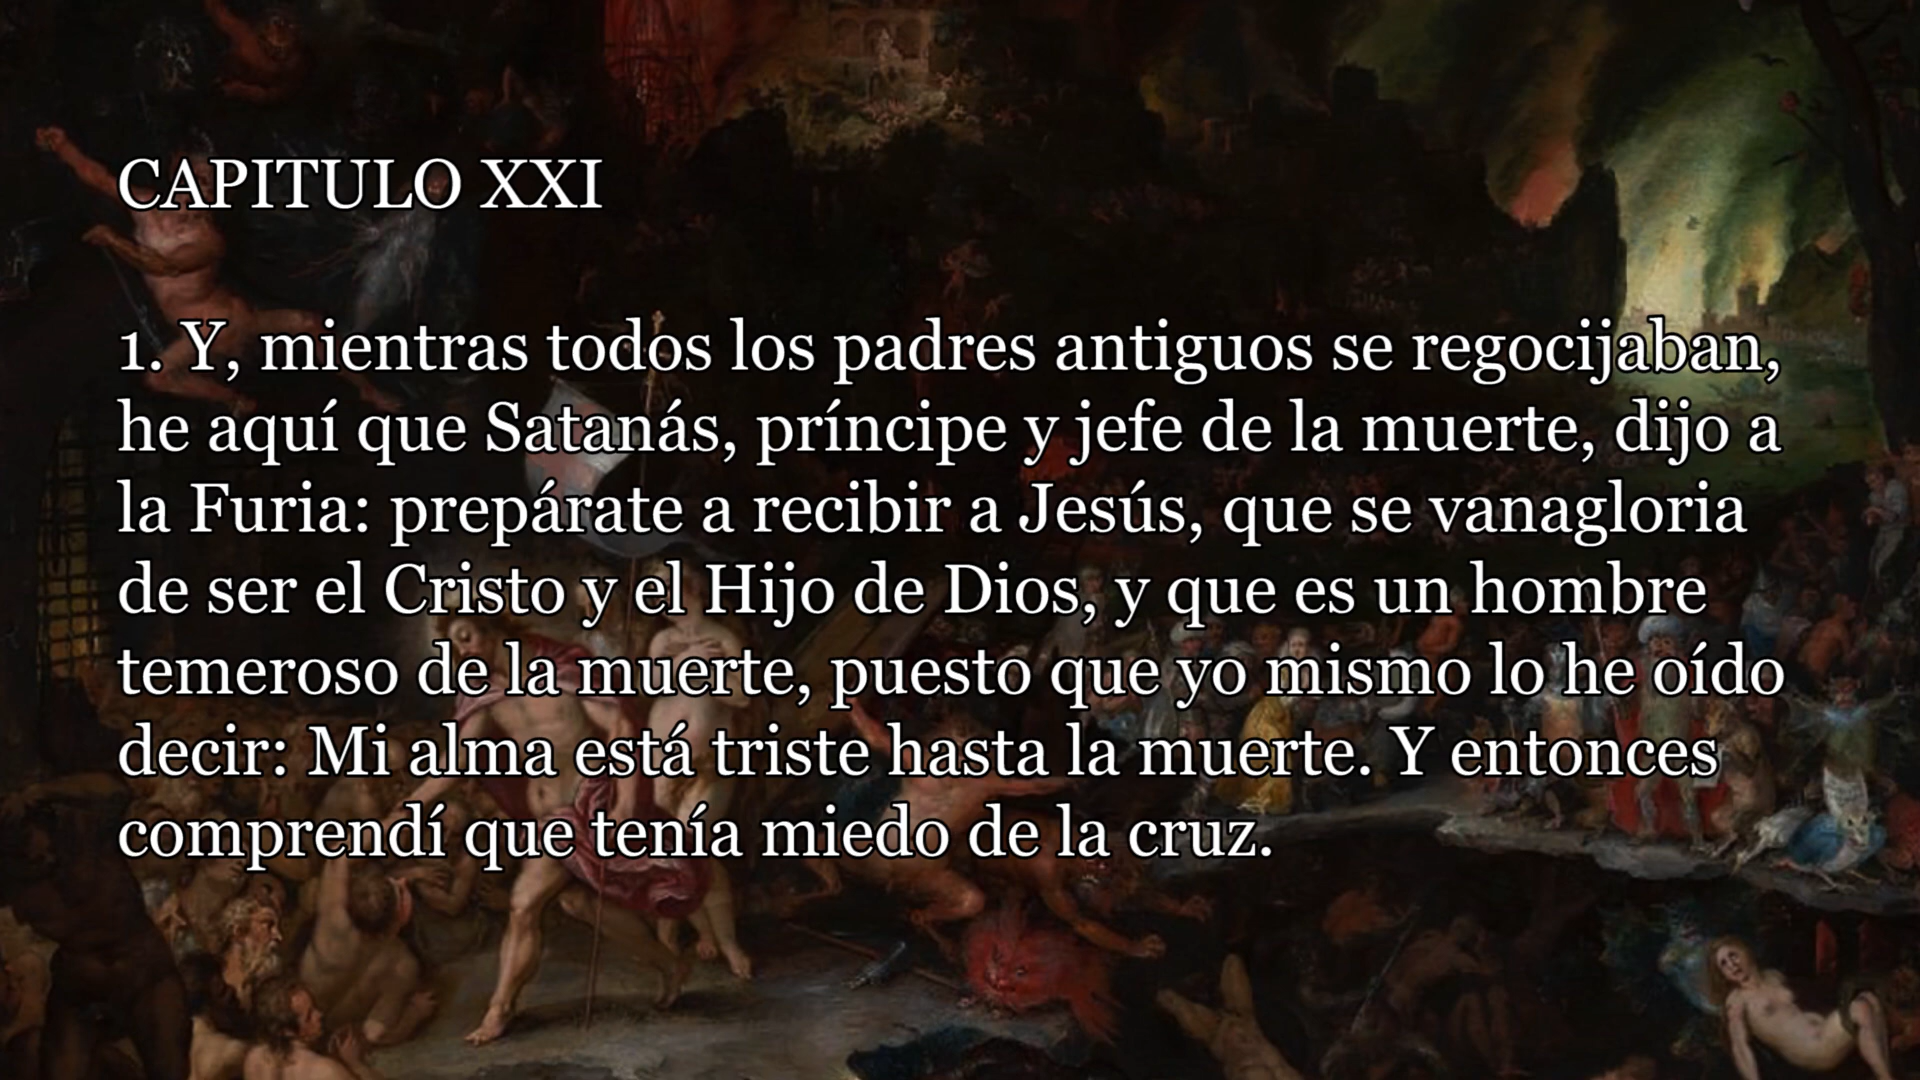 CAPITULO XXI
1. Y, mientras todos los padres antiguos se regocijaban,
he aquí que Satanás, príncipe y jefe de la muerte, dijo a
la Furia: prepárate a recibir a Jesús, que se vanagloria
de ser el Cristo y el Hijo de Dios, y que es un hombre
temeroso de la muerte, puesto que yo mismo lo he oído
decir: Mi alma está triste hasta la muerte. Y entonces
comprendí que tenía miedo de la cruz.